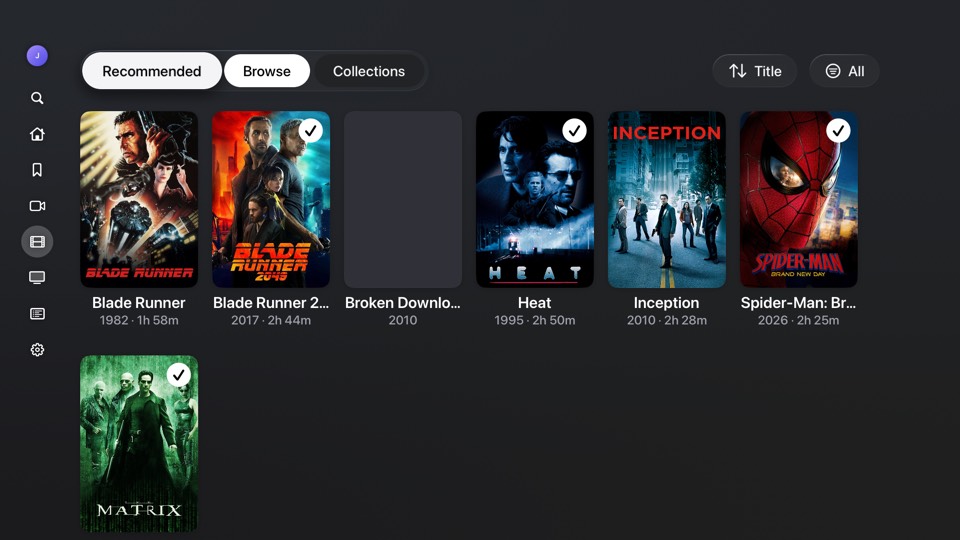 J
Recommended
Browse
Collections
Title
All
BLADE RUNNER
BLADE
RUNNER
2049
HEAT
INCEPTION
SPIDER-MAN
BRAND NEW DAY
Blade Runner
1982 · 1h 58m
Blade Runner 2...
2017 · 2h 44m
Broken Downlo...
2010
Heat
1995 · 2h 50m
Inception
2010 · 2h 28m
Spider-Man: Br...
2026 · 2h 25m
MATRIX